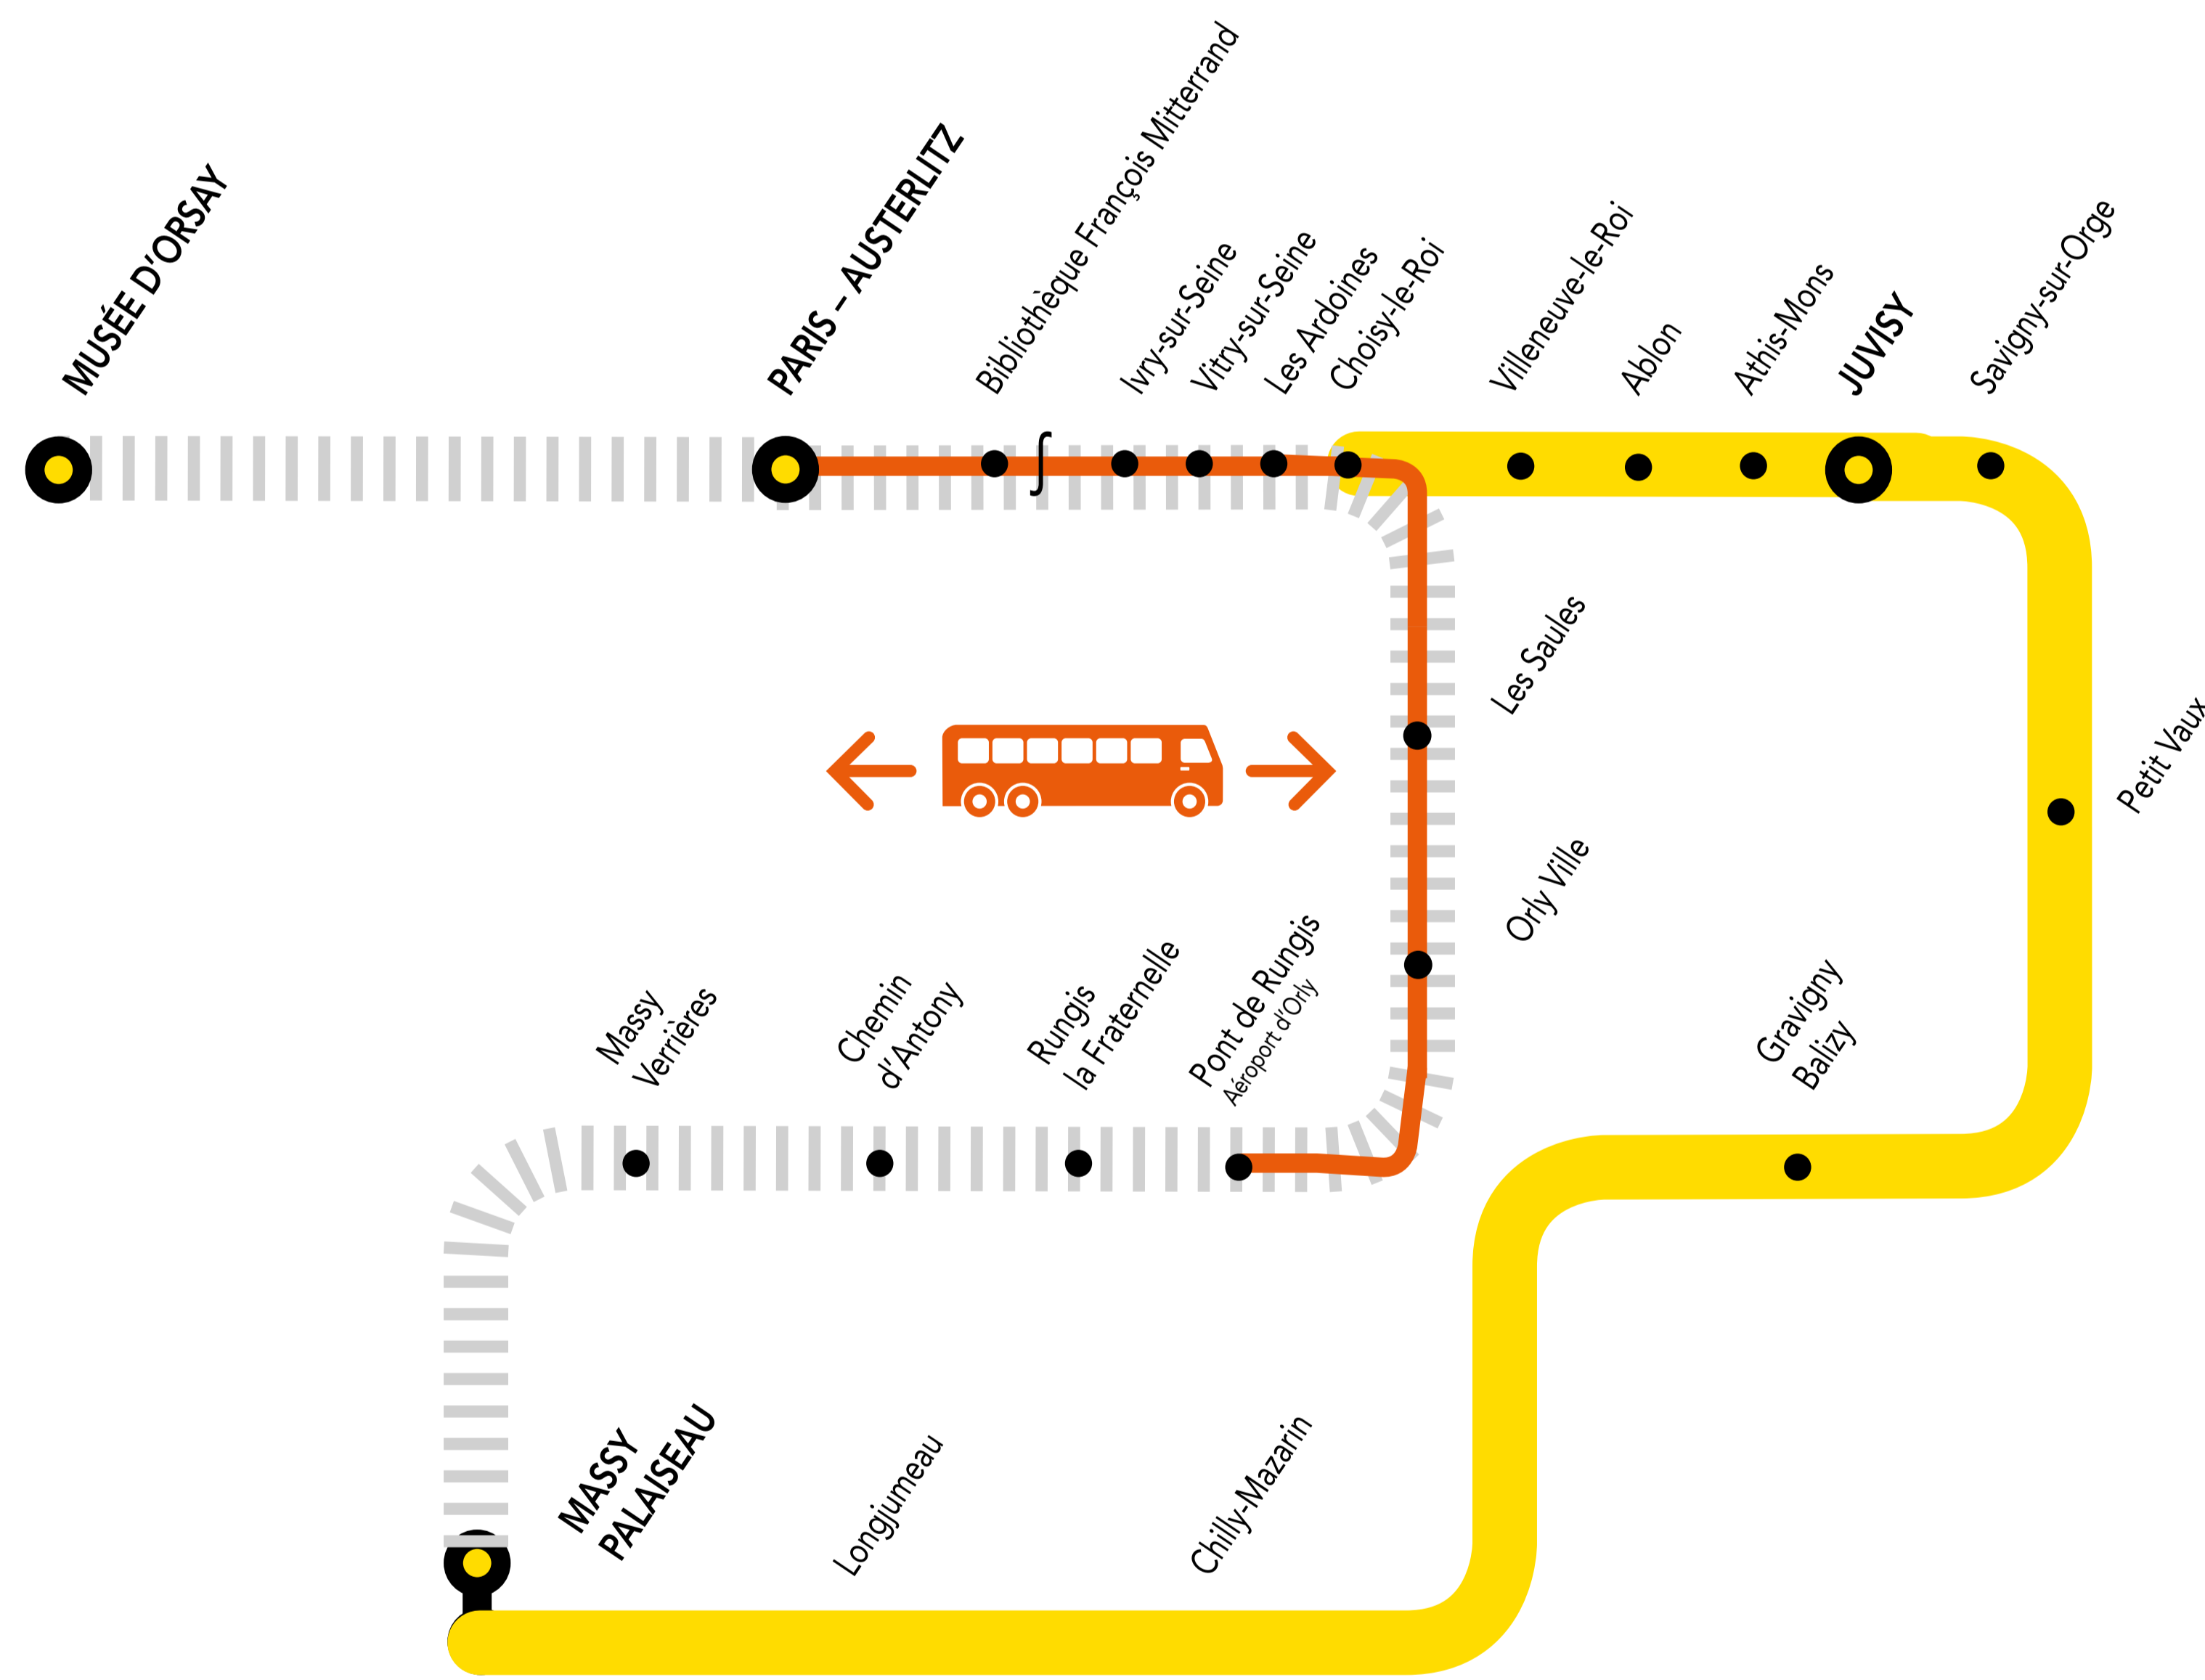 MUSÉE D'ORSAY
PARIS – AUSTERLITZ
Bibliothèque François Mitterrand
Ivry-sur-Seine
Vitry-sur-Seine
Les Ardoines
Choisy-le-Roi
Villeneuve-le-Roi
Ablon
Athis-Mons
JUVISY
Savigny-sur-Orge
Les Saules
Petit Vaux
Orly Ville
Massy
Verrières
Chemin
d'Antony
Rungis
la Fraternelle
Pont de Rungis
Aéroport d'Orly
Gravigny
Balizy
MASSY
PALAISEAU
Longjumeau
Chilly-Mazarin